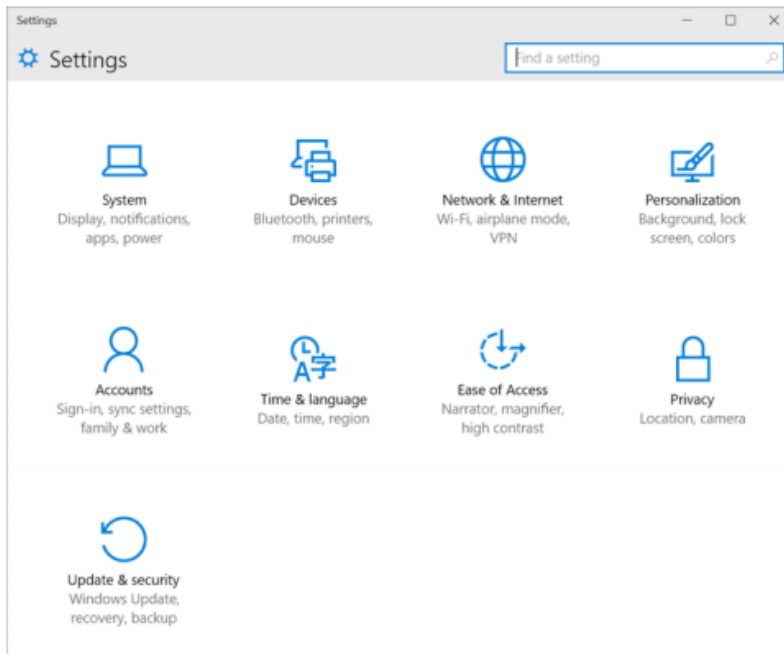 Settings
Settings
Find a setting
System
Display, notifications,
apps, power
Devices
Bluetooth, printers,
mouse
Network & Internet
Wi-Fi, airplane mode,
VPN
Personalization
Background, lock
screen, colors
Accounts
Sign-in, sync settings,
family & work
A字
Time & language
Date, time, region
Ease of Access
Narrator, magnifier,
high contrast
Privacy
Location, camera
Update & security
Windows Update,
recovery, backup